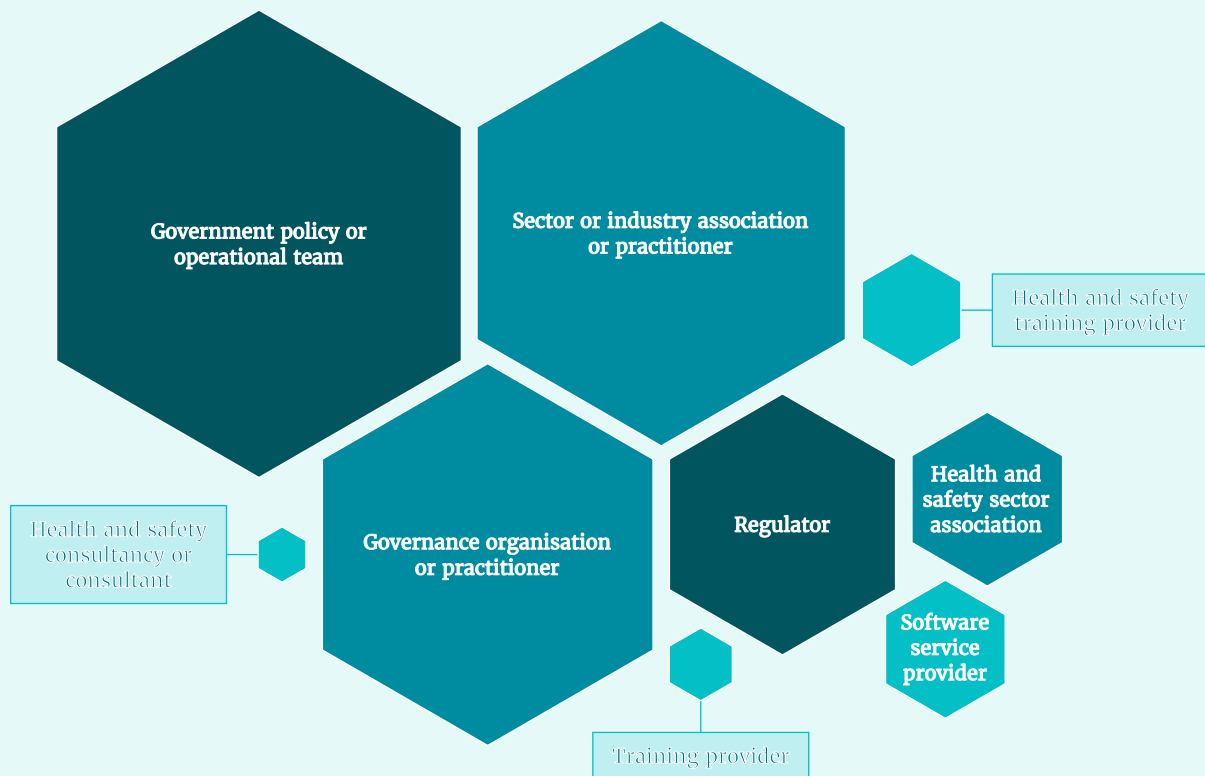 Government policy or
operational team
Sector or industry association
or practitioner
Health and safety
training provider
Health and safety
consultancy or
consultant
Governance organisation
or practitioner
Regulator
Health and
safety sector
association
Software
service
provider
Training provider